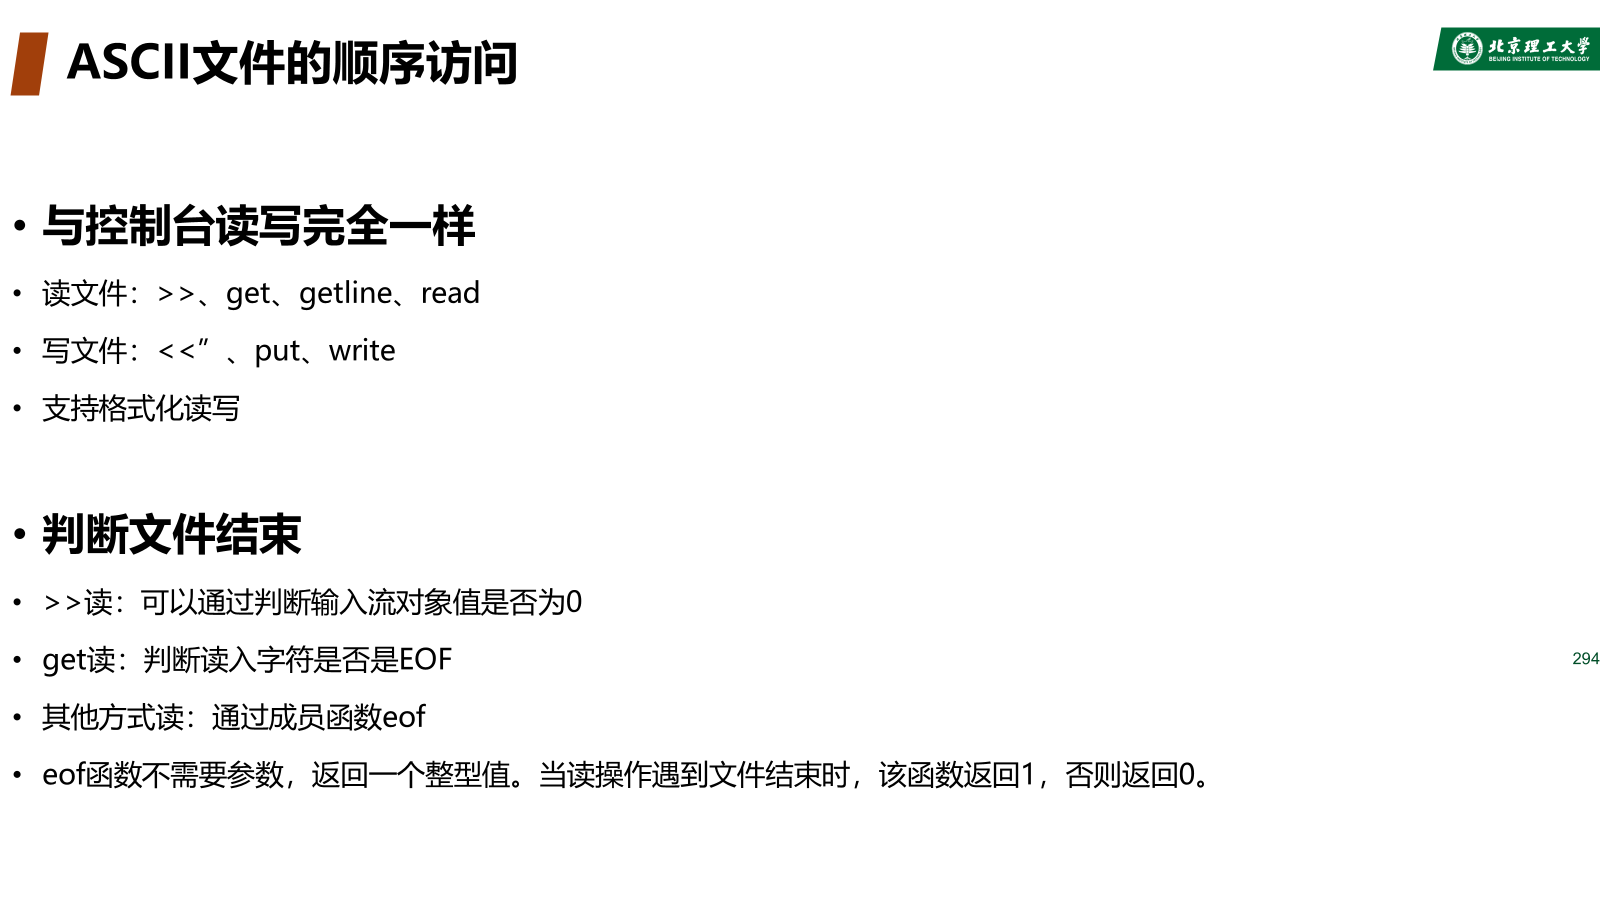 ASCII文件的顺序访问
北京理工大学
BEIJING INSTITUTE OF TECHNOLOGY
• 与控制台读写完全一样
• 读文件：>>、get、getline、read
• 写文件：<<”、put、write
• 支持格式化读写
• 判断文件结束
• >>读：可以通过判断输入流对象值是否为0
• get读：判断读入字符是否是EOF
• 其他方式读：通过成员函数eof
• eof函数不需要参数，返回一个整型值。当读操作遇到文件结束时，该函数返回1，否则返回0。
294